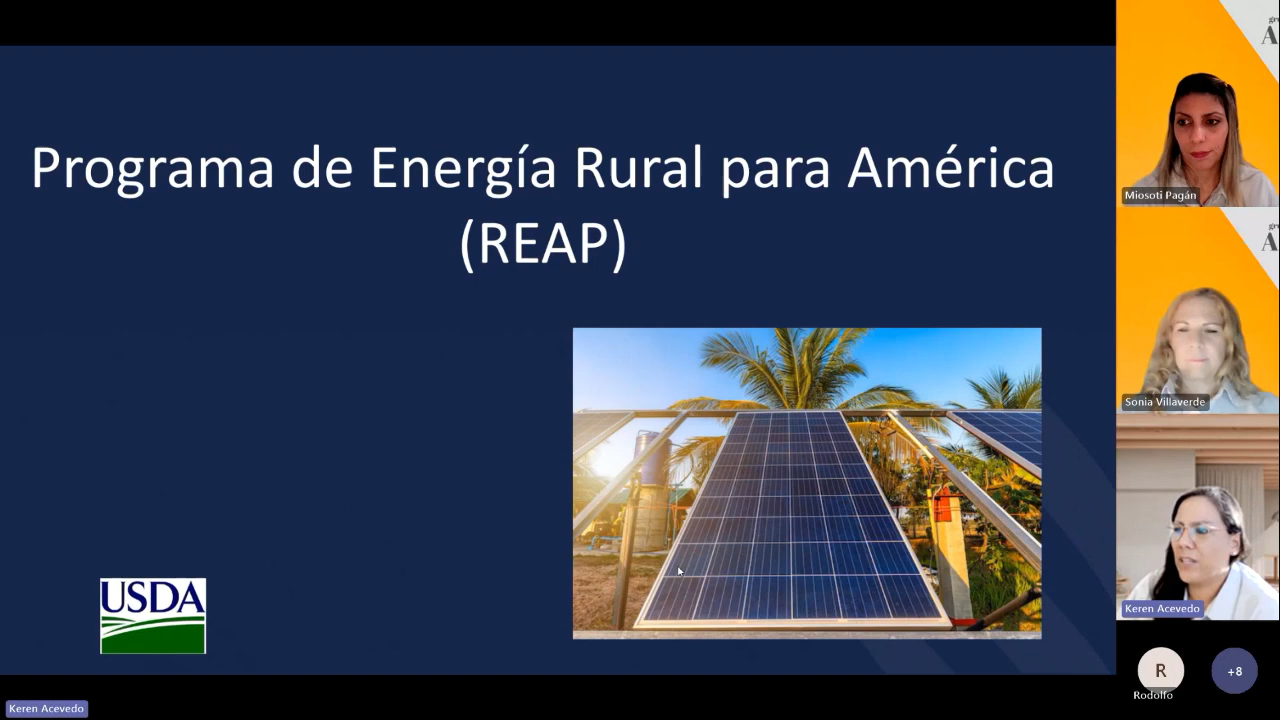 Programa de Energía Rural para América
(REAP)
USDA
Keren Acevedo
Miosoti Pagán
Sonia Villaverde
Keren Acevedo
R
Rodolfo
+8